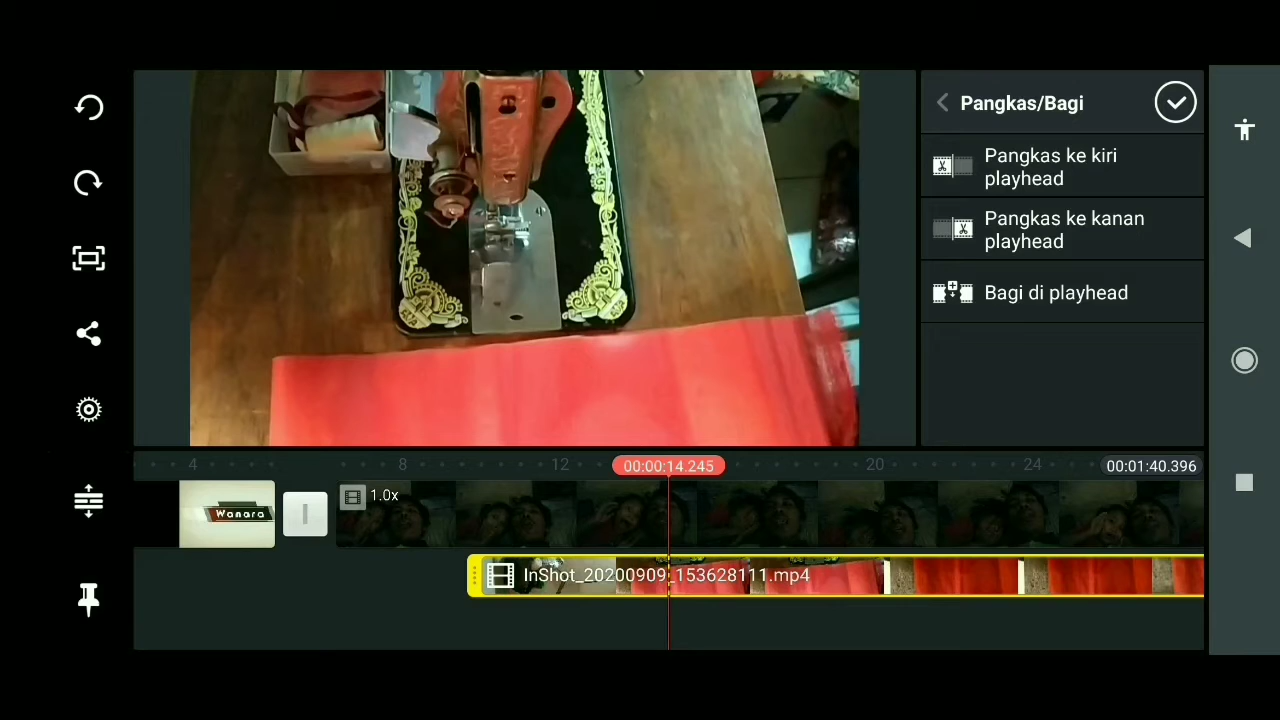 Pangkas/Bagi
Pangkas ke kiri
playhead
Pangkas ke kanan
playhead
Bagi di playhead
4
8
12
00:00:14.245
20
24
00:01:40.396
Wanara
1.0x
InShot_20200909_153628111.mp4